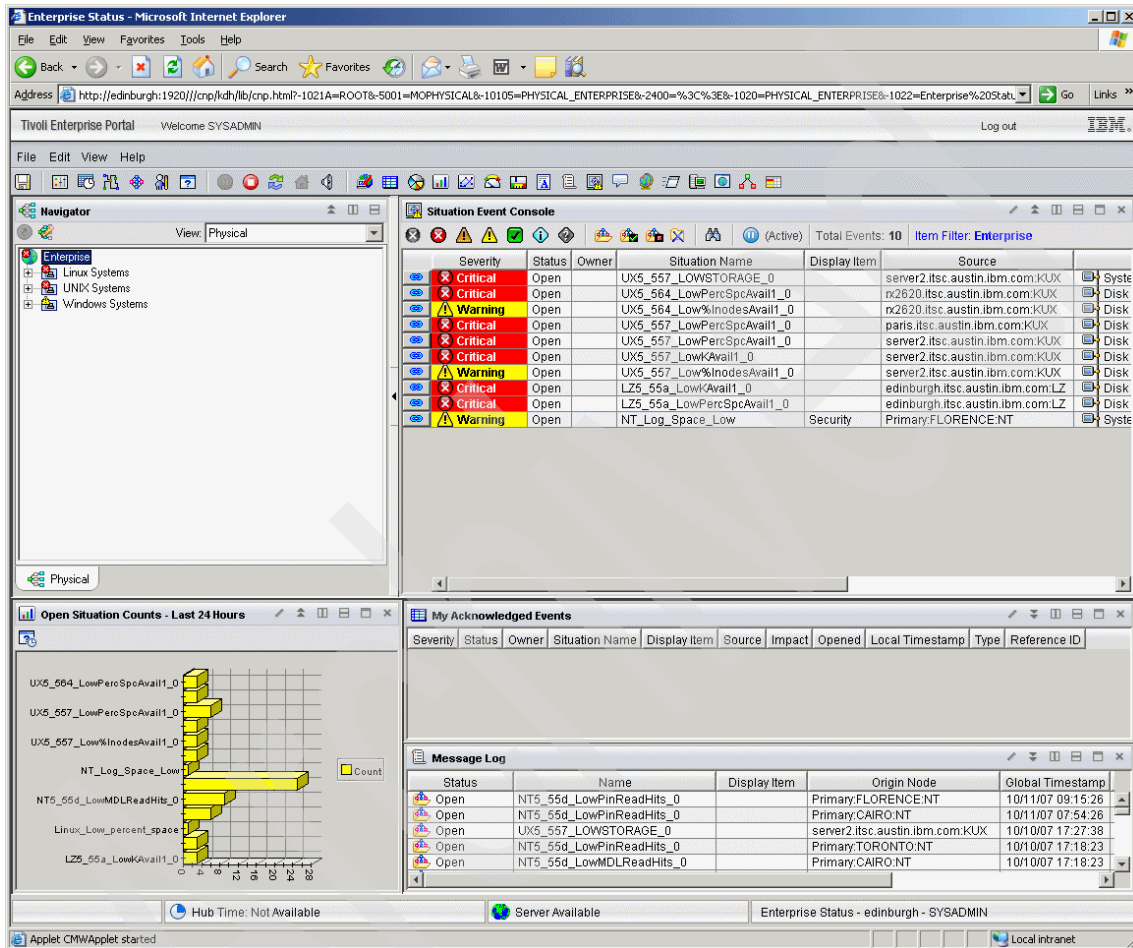 Enterprise Status - Microsoft Internet Explorer
File Edit View Favorites Tools Help
Back Search Favorites
Address http://edinburgh:1920///cnp/kdh/lib/cnp.html?-1021A=ROOT&-5001=MOPHYSICAL&-10105=PHYSICAL_ENTERPRISE&-2400=%3C%3E&-1020=PHYSICAL_ENTERPRISE&-1022=Enterprise%20Statu Go Links »
Tivoli Enterprise Portal Welcome SYSADMIN Log out IBM.
File Edit View Help
Navigator
View: Physical
Enterprise
Linux Systems
UNIX Systems
Windows Systems
Physical
Situation Event Console
(Active) Total Events: 10 Item Filter: Enterprise
Severity Status Owner Situation Name Display Item Source
Critical Open UX5_557_LOWSTORAGE_0 server2.itsc.austin.ibm.com:KUX Syste
Critical Open UX5_564_LowPercSpcAvail1_0 rx2620.itsc.austin.ibm.com:KUX Disk
Warning Open UX5_564_Low%InodesAvail1_0 rx2620.itsc.austin.ibm.com:KUX Disk
Critical Open UX5_557_LowPercSpcAvail1_0 paris.itsc.austin.ibm.com:KUX Disk
Critical Open UX5_557_LowPercSpcAvail1_0 server2.itsc.austin.ibm.com:KUX Disk
Critical Open UX5_557_LowKAvail1_0 server2.itsc.austin.ibm.com:KUX Disk
Warning Open UX5_557_Low%InodesAvail1_0 server2.itsc.austin.ibm.com:KUX Disk
Critical Open LZ5_55a_LowKAvail1_0 edinburgh.itsc.austin.ibm.com:LZ Disk
Critical Open LZ5_55a_LowPercSpcAvail1_0 edinburgh.itsc.austin.ibm.com:LZ Disk
Warning Open NT_Log_Space_Low Security Primary:FLORENCE:NT Syste
Open Situation Counts - Last 24 Hours
UX5_564_LowPercSpcAvail1_0
UX5_557_LowPercSpcAvail1_0
UX5_557_Low%InodesAvail1_0
NT_Log_Space_Low
NT5_55d_LowMDLReadHits_0
Linux_Low_percent_space
LZ5_55a_LowKAvail1_0
0 4 8 12 16 20 24 28
Count
My Acknowledged Events
Severity Status Owner Situation Name Display Item Source Impact Opened Local Timestamp Type Reference ID
Message Log
Status Name Display Item Origin Node Global Timestamp
Open NT5_55d_LowPinReadHits_0 Primary:FLORENCE:NT 10/11/07 09:15:26
Open NT5_55d_LowPinReadHits_0 Primary:CAIRO:NT 10/11/07 07:54:26
Open UX5_557_LOWSTORAGE_0 server2.itsc.austin.ibm.com:KUX 10/10/07 17:27:38
Open NT5_55d_LowPinReadHits_0 Primary:TORONTO:NT 10/10/07 17:18:23
Open NT5_55d_LowMDLReadHits_0 Primary:CAIRO:NT 10/10/07 17:18:23
Hub Time: Not Available Server Available Enterprise Status - edinburgh - SYSADMIN
Applet CMWApplet started Local intranet